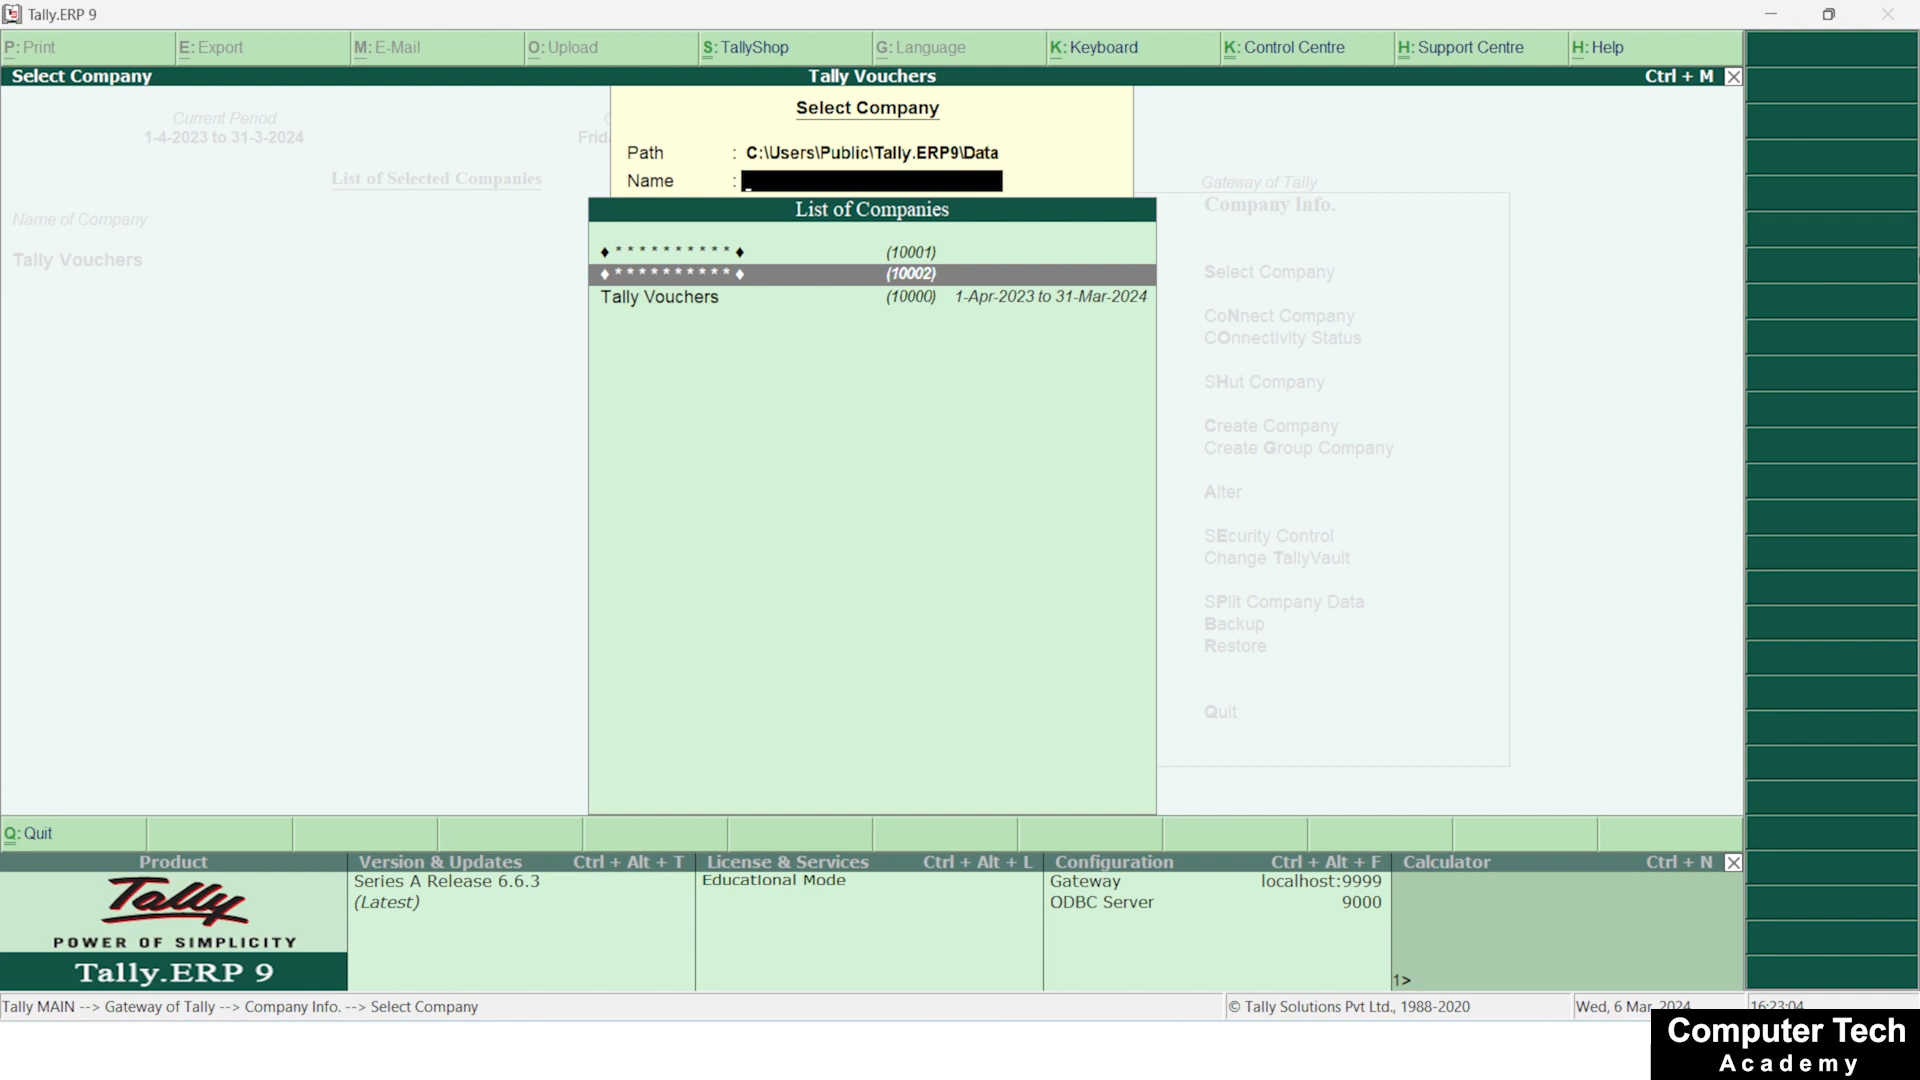 Tally.ERP 9
P: Print E: Export M: E-Mail O: Upload S: TallyShop G: Language K: Keyboard K: Control Centre H: Support Centre H: Help
Select Company Tally Vouchers Ctrl + M
Current Period
1-4-2023 to 31-3-2024
List of Selected Companies
Name of Company
Tally Vouchers
Select Company
Path : C:\Users\Public\Tally.ERP9\Data
Name :
List of Companies
♦ * * * * * * * * * * ♦ (10001)
♦ * * * * * * * * * * ♦ (10002)
Tally Vouchers (10000) 1-Apr-2023 to 31-Mar-2024
Gateway of Tally
Company Info.
Select Company
CoNnect Company
COnnectivity Status
SHut Company
Create Company
Create Group Company
Alter
SEcurity Control
Change TallyVault
SPlit Company Data
Backup
Restore
Quit
Q: Quit
Product
Tally
POWER OF SIMPLICITY
Tally.ERP 9
Version & Updates Ctrl + Alt + T
Series A Release 6.6.3
(Latest)
License & Services Ctrl + Alt + L
Educational Mode
Configuration Ctrl + Alt + F
Gateway localhost:9999
ODBC Server 9000
Calculator Ctrl + N
1>
Tally MAIN --> Gateway of Tally --> Company Info. --> Select Company
© Tally Solutions Pvt Ltd., 1988-2020
Wed, 6 Mar, 2024
16:23:04
Computer Tech
Academy